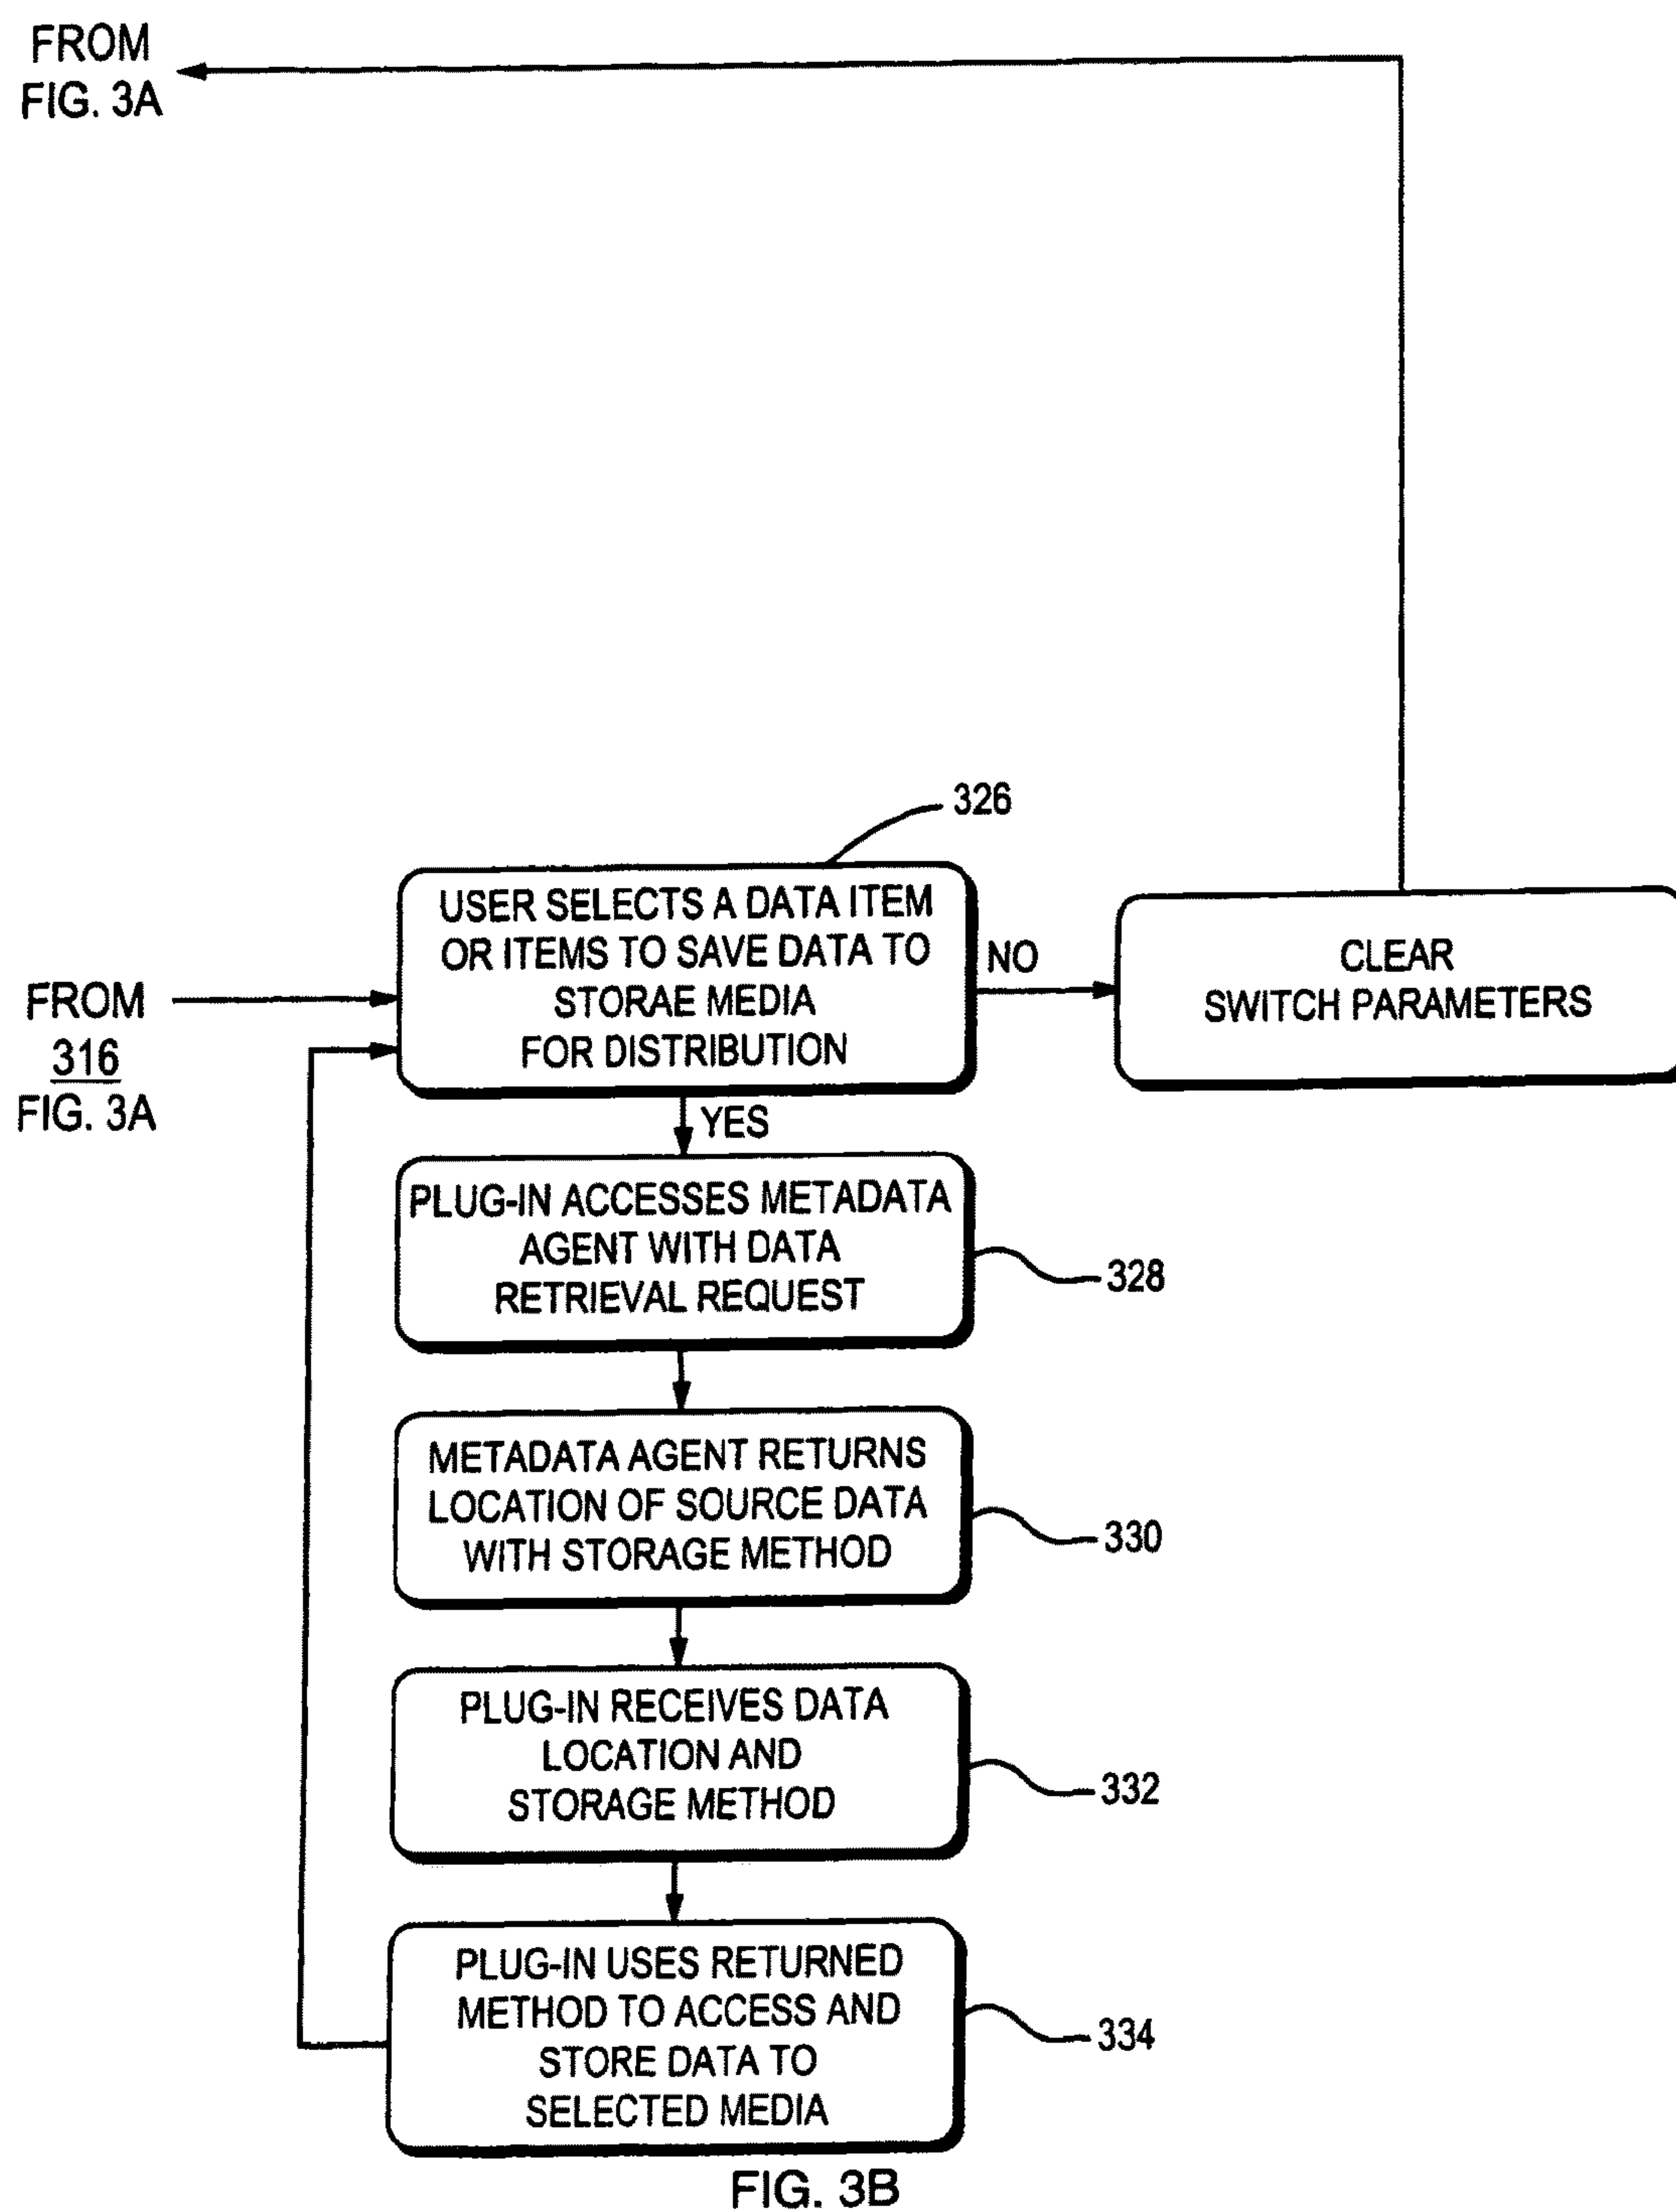 FROM
FIG. 3A
326
USER SELECTS A DATA ITEM
OR ITEMS TO SAVE DATA TO
STORAE MEDIA
FOR DISTRIBUTION
NO
CLEAR
SWITCH PARAMETERS
FROM
316
FIG. 3A
YES
PLUG-IN ACCESSES METADATA
AGENT WITH DATA
RETRIEVAL REQUEST
328
METADATA AGENT RETURNS
LOCATION OF SOURCE DATA
WITH STORAGE METHOD
330
PLUG-IN RECEIVES DATA
LOCATION AND
STORAGE METHOD
332
PLUG-IN USES RETURNED
METHOD TO ACCESS AND
STORE DATA TO
SELECTED MEDIA
334
FIG. 3B